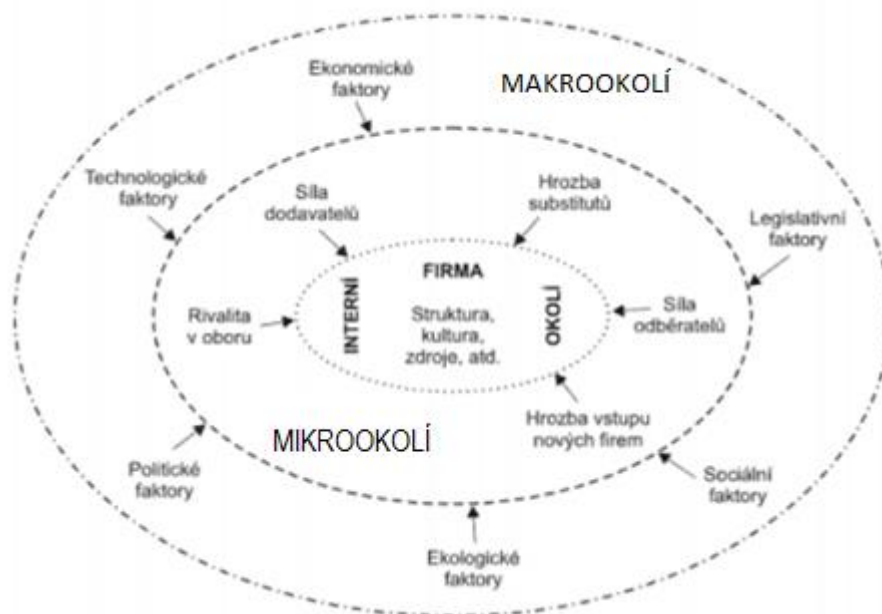 Ekonomické
faktory
MAKROOKOLÍ
Technologické
faktory
Síla
dodavatelů
Hrozba
substitutů
Legislativní
faktory
FIRMA
INTERNÍ
OKOLÍ
Struktura,
kultura,
zdroje, atd.
Rivalita
v oboru
Síla
odběratelů
Hrozba vstupu
nových firem
MIKROOKOLÍ
Politické
faktory
Sociální
faktory
Ekologické
faktory